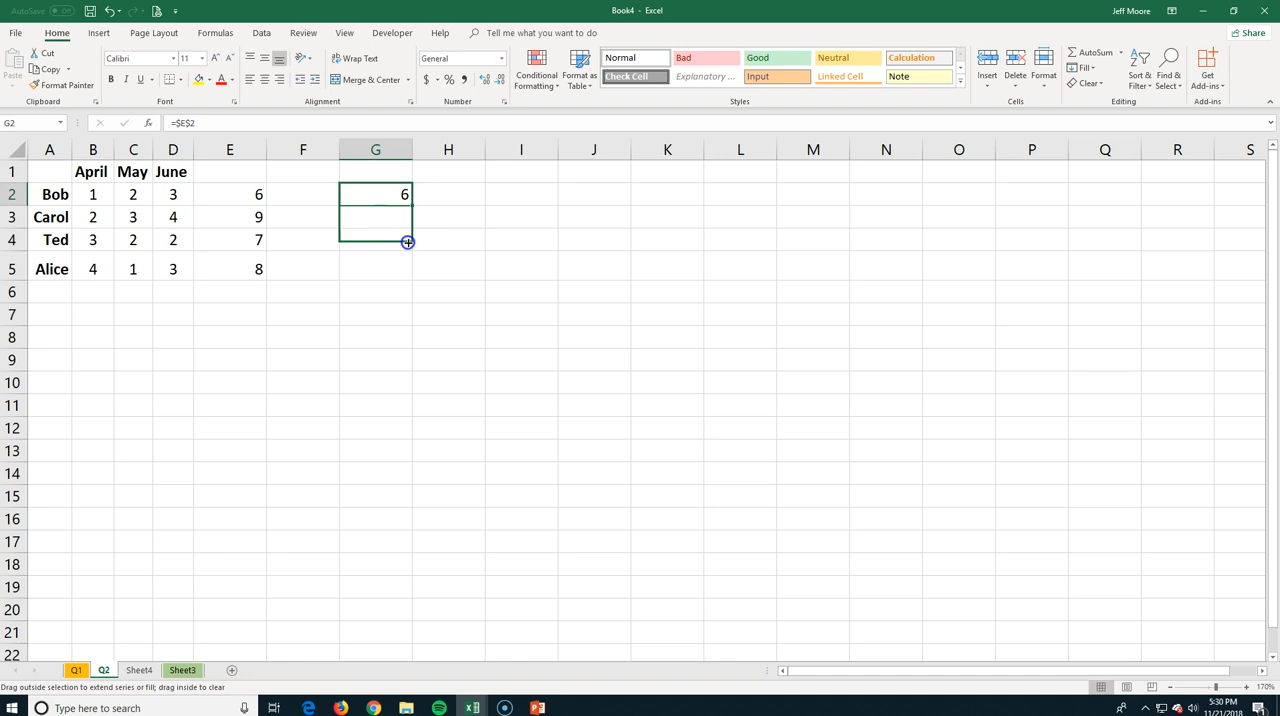 AutoSave Off
Book4 - Excel
Jeff Moore
File Home Insert Page Layout Formulas Data Review View Developer Help Tell me what you want to do Share
Paste Cut Copy Format Painter Clipboard
Calibri 11 B I U A Font
Wrap Text Merge & Center Alignment
General $ % Number
Conditional Formatting Format as Table
Normal Bad Good Neutral Calculation
Check Cell Explanatory ... Input Linked Cell Note
Styles
Insert Delete Format Cells
AutoSum Fill Clear Sort & Filter Find & Select Editing
Get Add-ins Add-ins
G2 fx =$E$2
A B C D E F G H I J K L M N O P Q R S
1 April May June
2 Bob 1 2 3 6 6
3 Carol 2 3 4 9
4 Ted 3 2 2 7
5 Alice 4 1 3 8
6
7
8
9
10
11
12
13
14
15
16
17
18
19
20
21
22
Q1 Q2 Sheet4 Sheet3
Drag outside selection to extend series or fill; drag inside to clear
170%
Type here to search
5:30 PM
11/21/2018